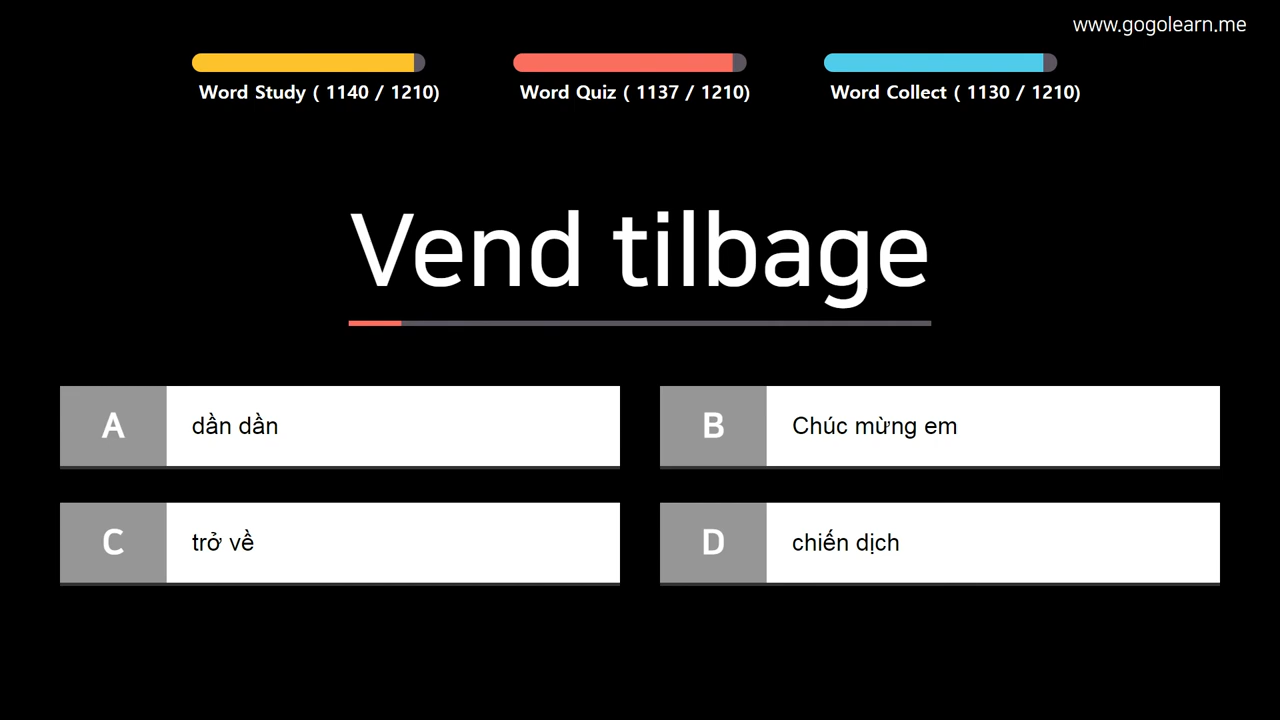 www.gogolearn.me
Word Study ( 1140 / 1210)
Word Quiz ( 1137 / 1210)
Word Collect ( 1130 / 1210)
Vend tilbage
A dần dần
B Chúc mừng em
C trở về
D chiến dịch